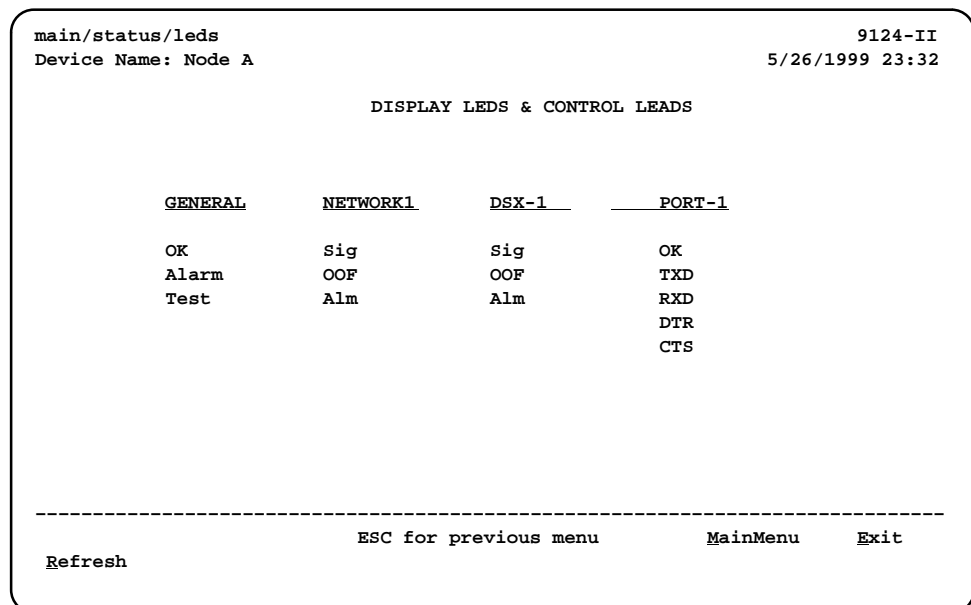 main/status/leds 9124-II
Device Name: Node A 5/26/1999 23:32
DISPLAY LEDS & CONTROL LEADS
GENERAL NETWORK1 DSX-1 PORT-1
OK Sig Sig OK
Alarm OOF OOF TXD
Test Alm Alm RXD
DTR
CTS
ESC for previous menu MainMenu Exit
Refresh